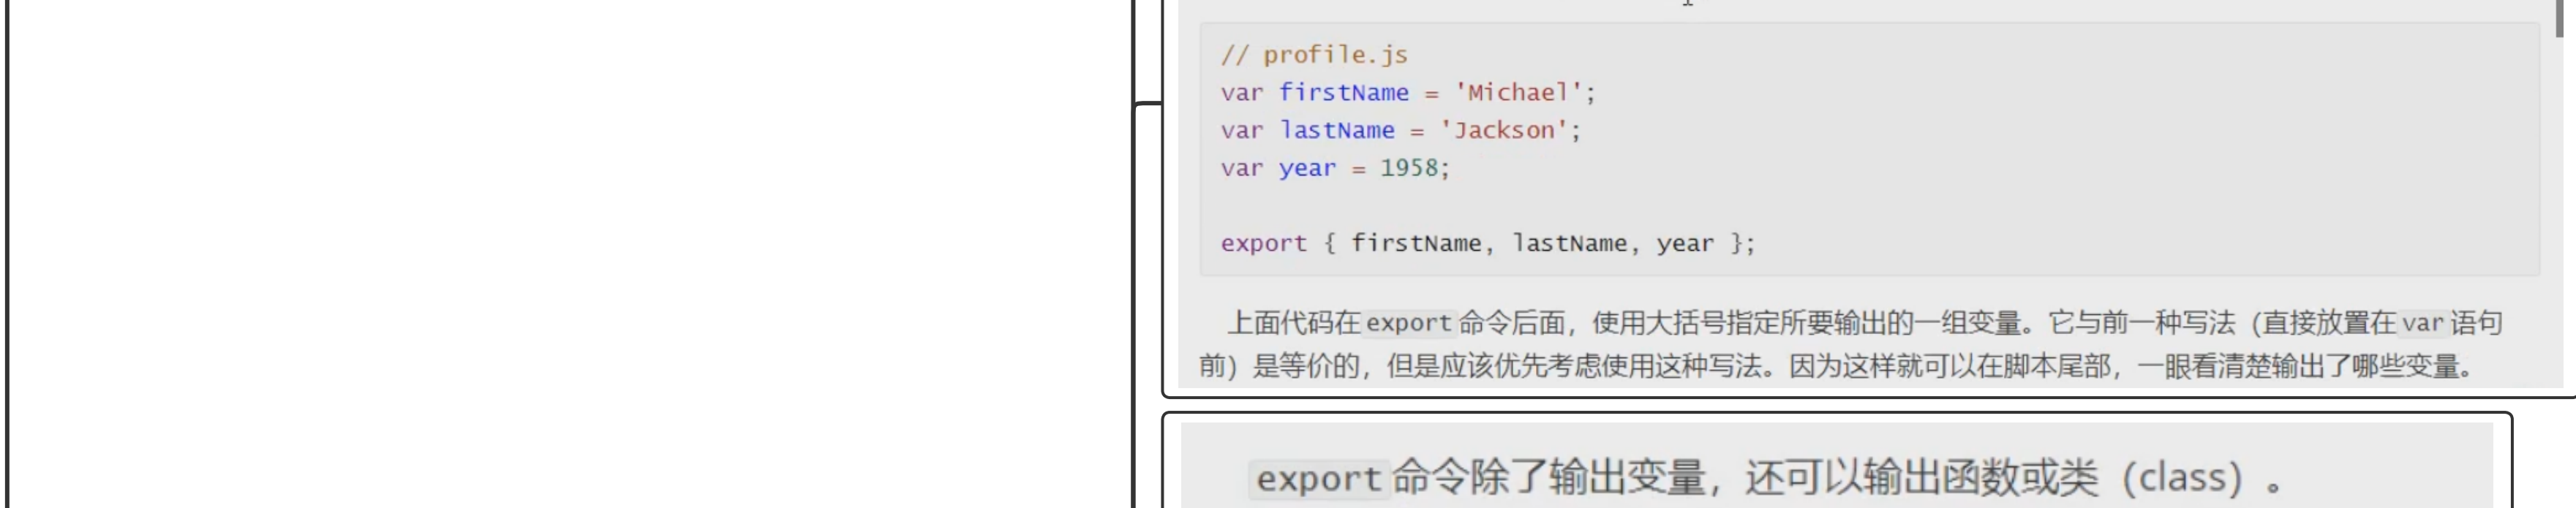 // profile.js
var firstName = 'Michael';
var lastName = 'Jackson';
var year = 1958;
export { firstName, lastName, year };
上面代码在export命令后面，使用大括号指定所要输出的一组变量。它与前一种写法（直接放置在var语句
前）是等价的，但是应该优先考虑使用这种写法。因为这样就可以在脚本尾部，一眼看清楚输出了哪些变量。
export命令除了输出变量，还可以输出函数或类（class）。